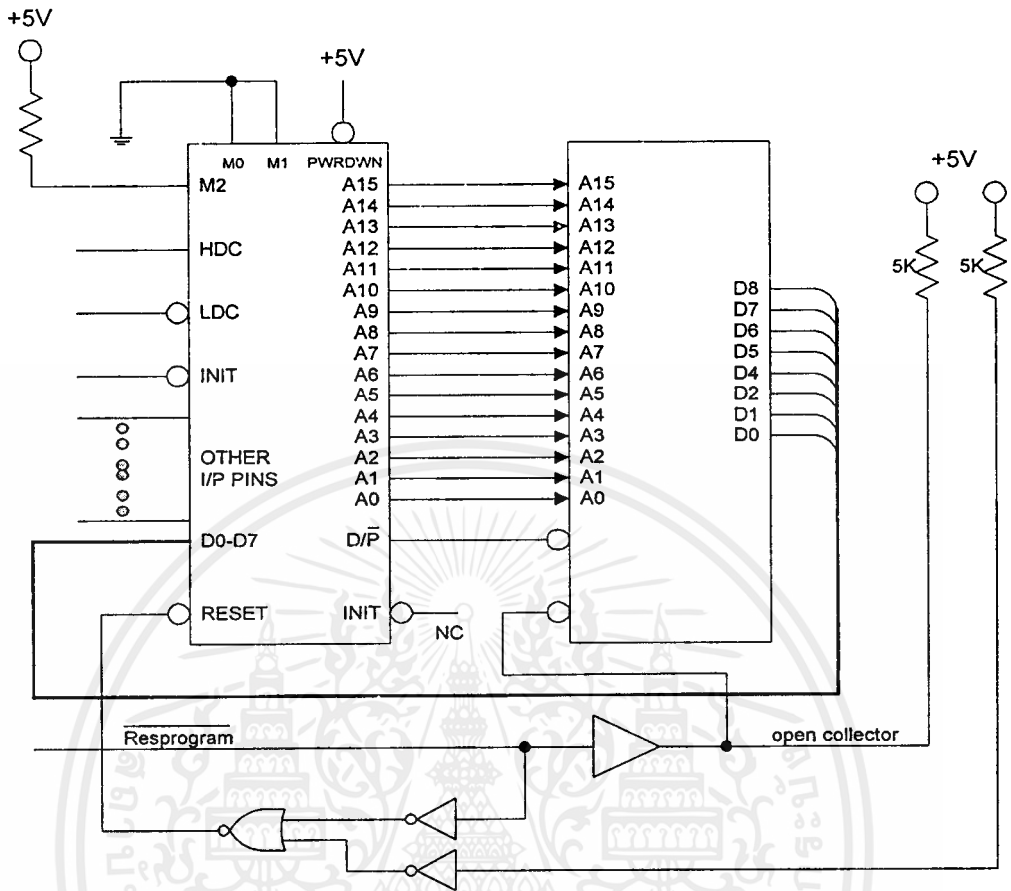 +5V
+5V
M0 M1 PWRDWN
M2
HDC
LDC
INIT
OTHER
I/P PINS
D0-D7
RESET
A15
A14
A13
A12
A11
A10
A9
A8
A7
A6
A5
A4
A3
A2
A1
A0
D/P̅
INIT
NC
A15
A14
A13
A12
A11
A10
A9
A8
A7
A6
A5
A4
A3
A2
A1
A0
D8
D7
D6
D5
D4
D2
D1
D0
+5V
5K 5K
Resprogram
open collector